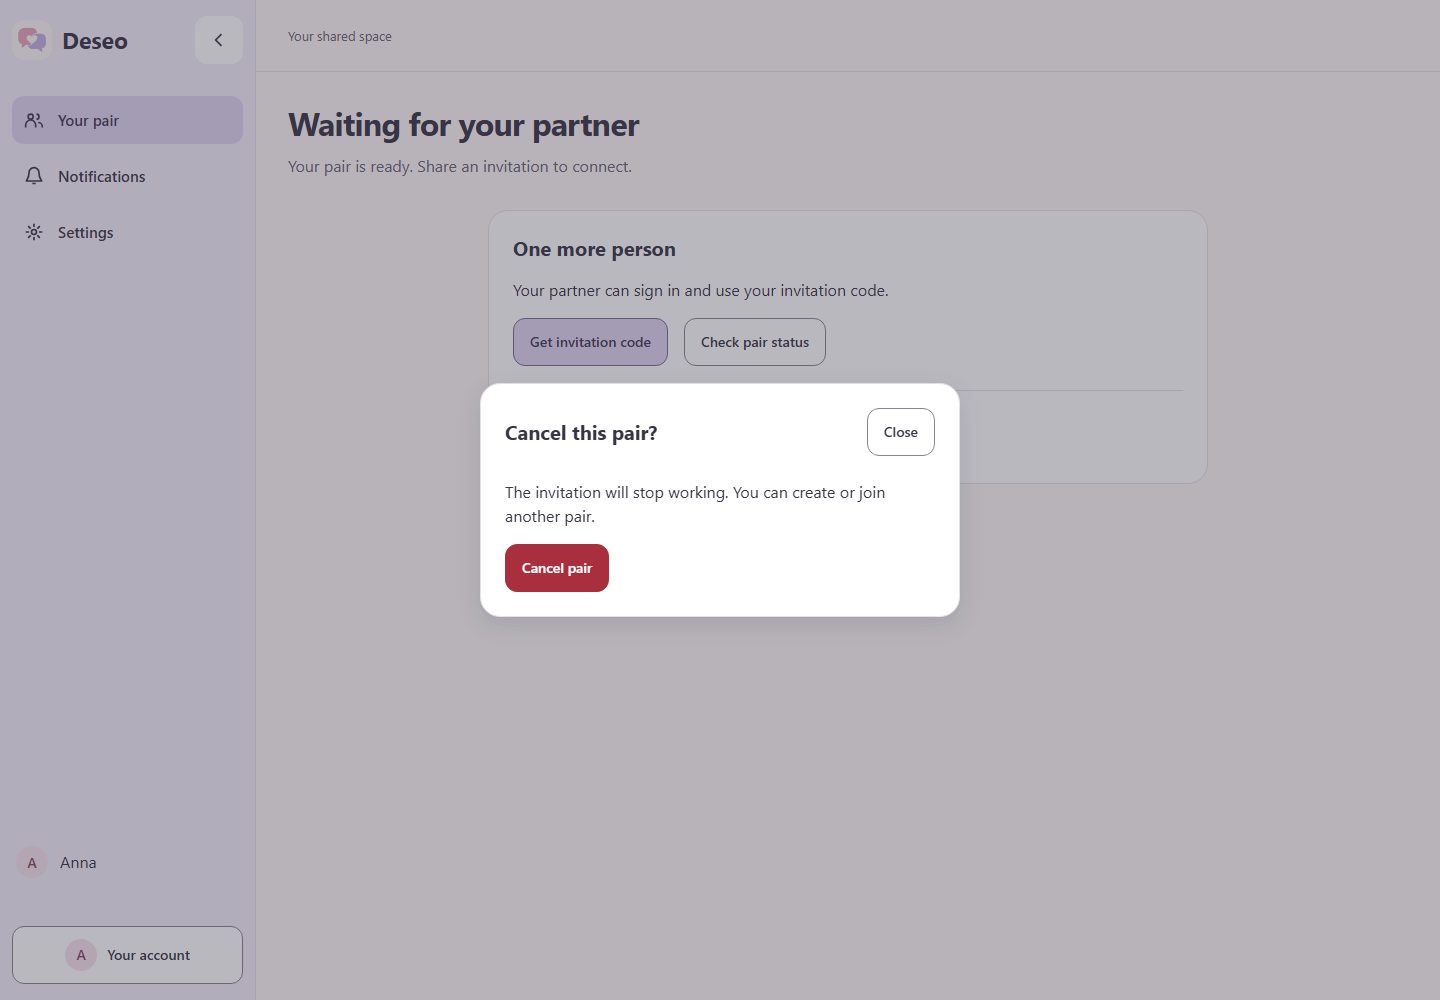 Deseo
Your shared space
Your pair
Notifications
Settings
Waiting for your partner
Your pair is ready. Share an invitation to connect.
One more person
Your partner can sign in and use your invitation code.
Get invitation code
Check pair status
Cancel this pair?
Close
The invitation will stop working. You can create or join
another pair.
Cancel pair
A
Anna
A
Your account